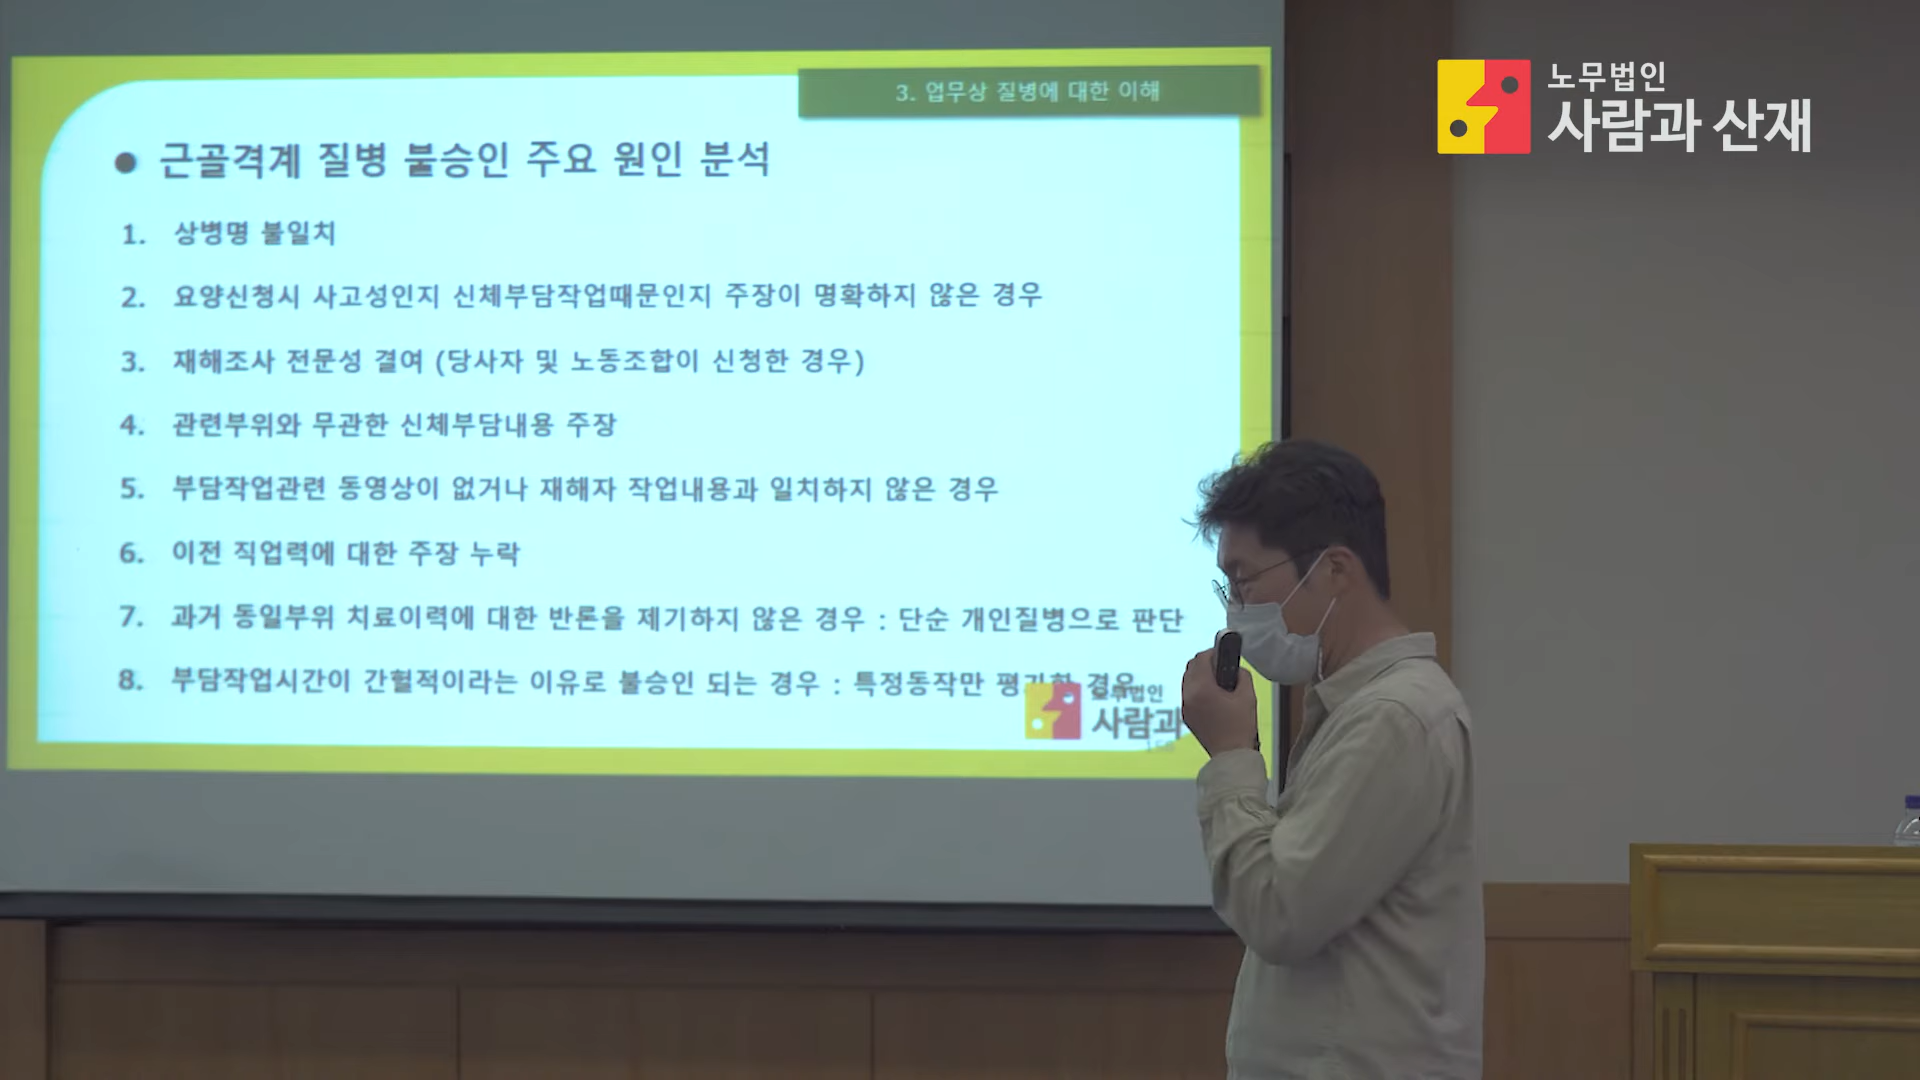 3. 업무상 질병에 대한 이해
노무법인
사람과 산재
● 근골격계 질병 불승인 주요 원인 분석
1. 상병명 불일치
2. 요양신청시 사고성인지 신체부담작업때문인지 주장이 명확하지 않은 경우
3. 재해조사 전문성 결여 (당사자 및 노동조합이 신청한 경우)
4. 관련부위와 무관한 신체부담내용 주장
5. 부담작업관련 동영상이 없거나 재해자 작업내용과 일치하지 않은 경우
6. 이전 직업력에 대한 주장 누락
7. 과거 동일부위 치료이력에 대한 반론을 제기하지 않은 경우 : 단순 개인질병으로 판단
8. 부담작업시간이 간헐적이라는 이유로 불승인 되는 경우 : 특정동작만 평가한 경우
노무법인
사람과